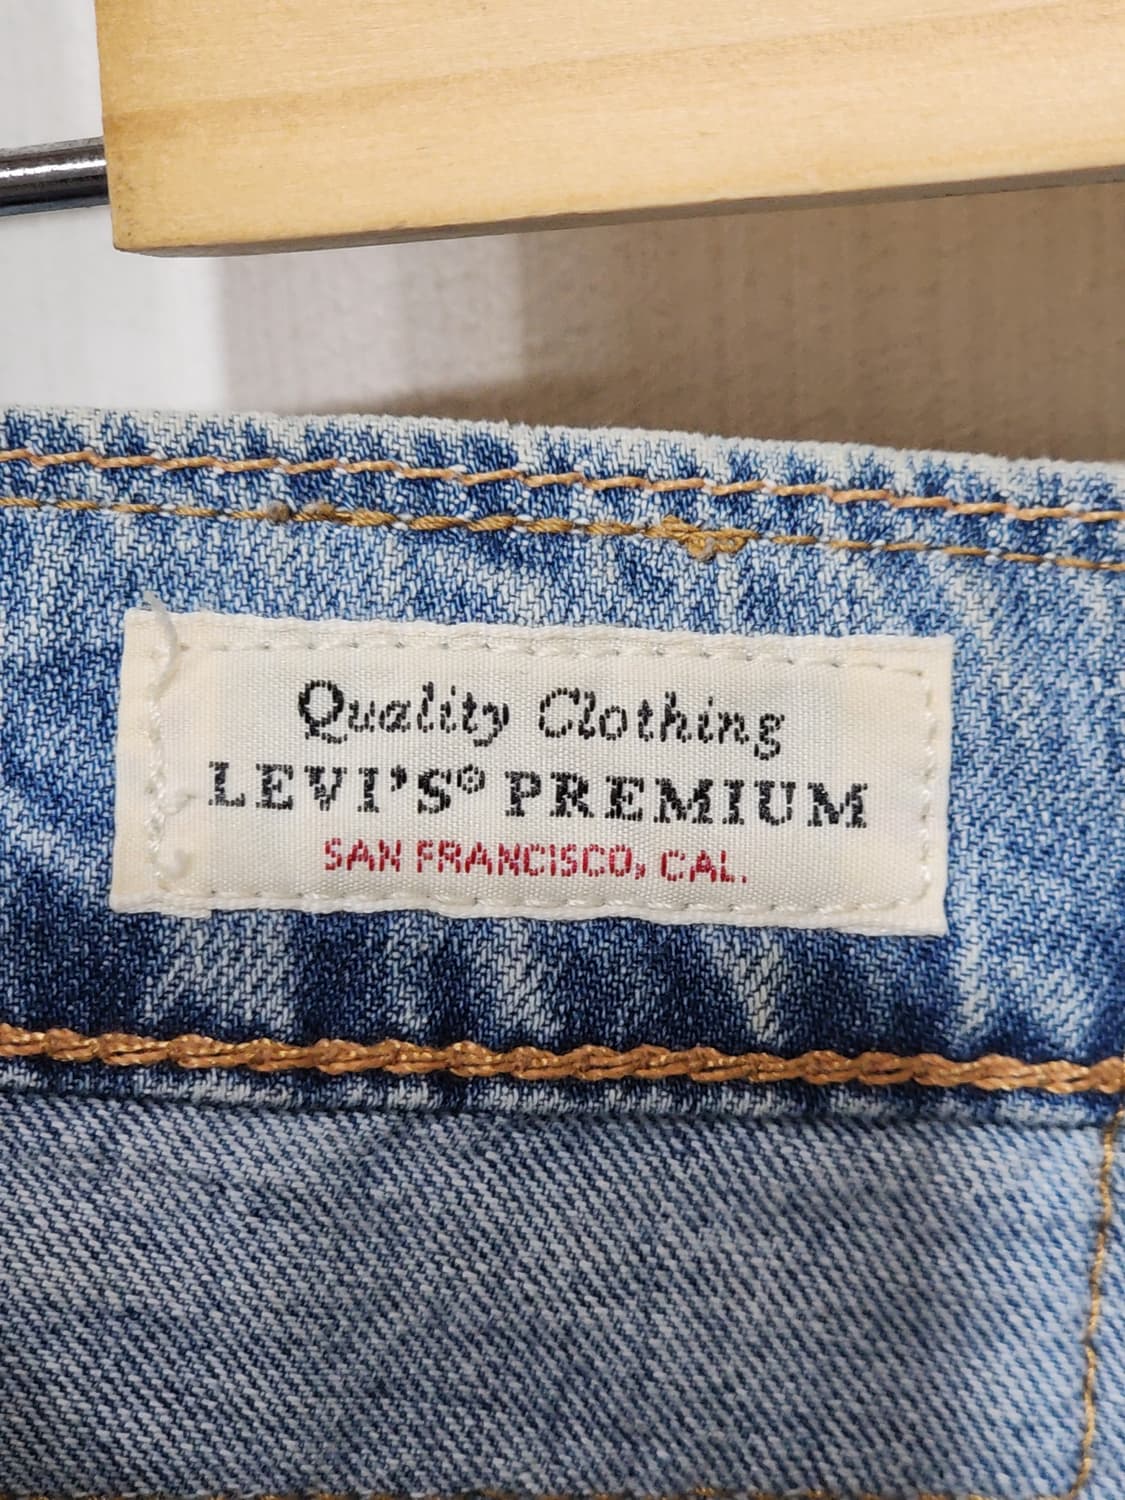 Quality Clothing
LEVI'S® PREMIUM
SAN FRANCISCO, CAL.